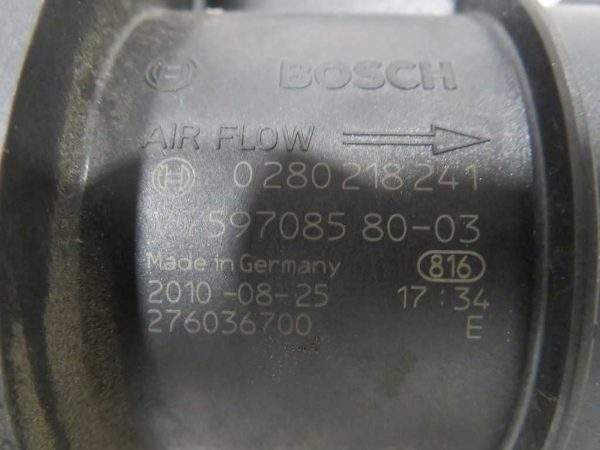 BOSCH
AIR FLOW
0 280 218 241
7597085 80-03
Made in Germany 816
2010-08-25 17:34
276036700 E